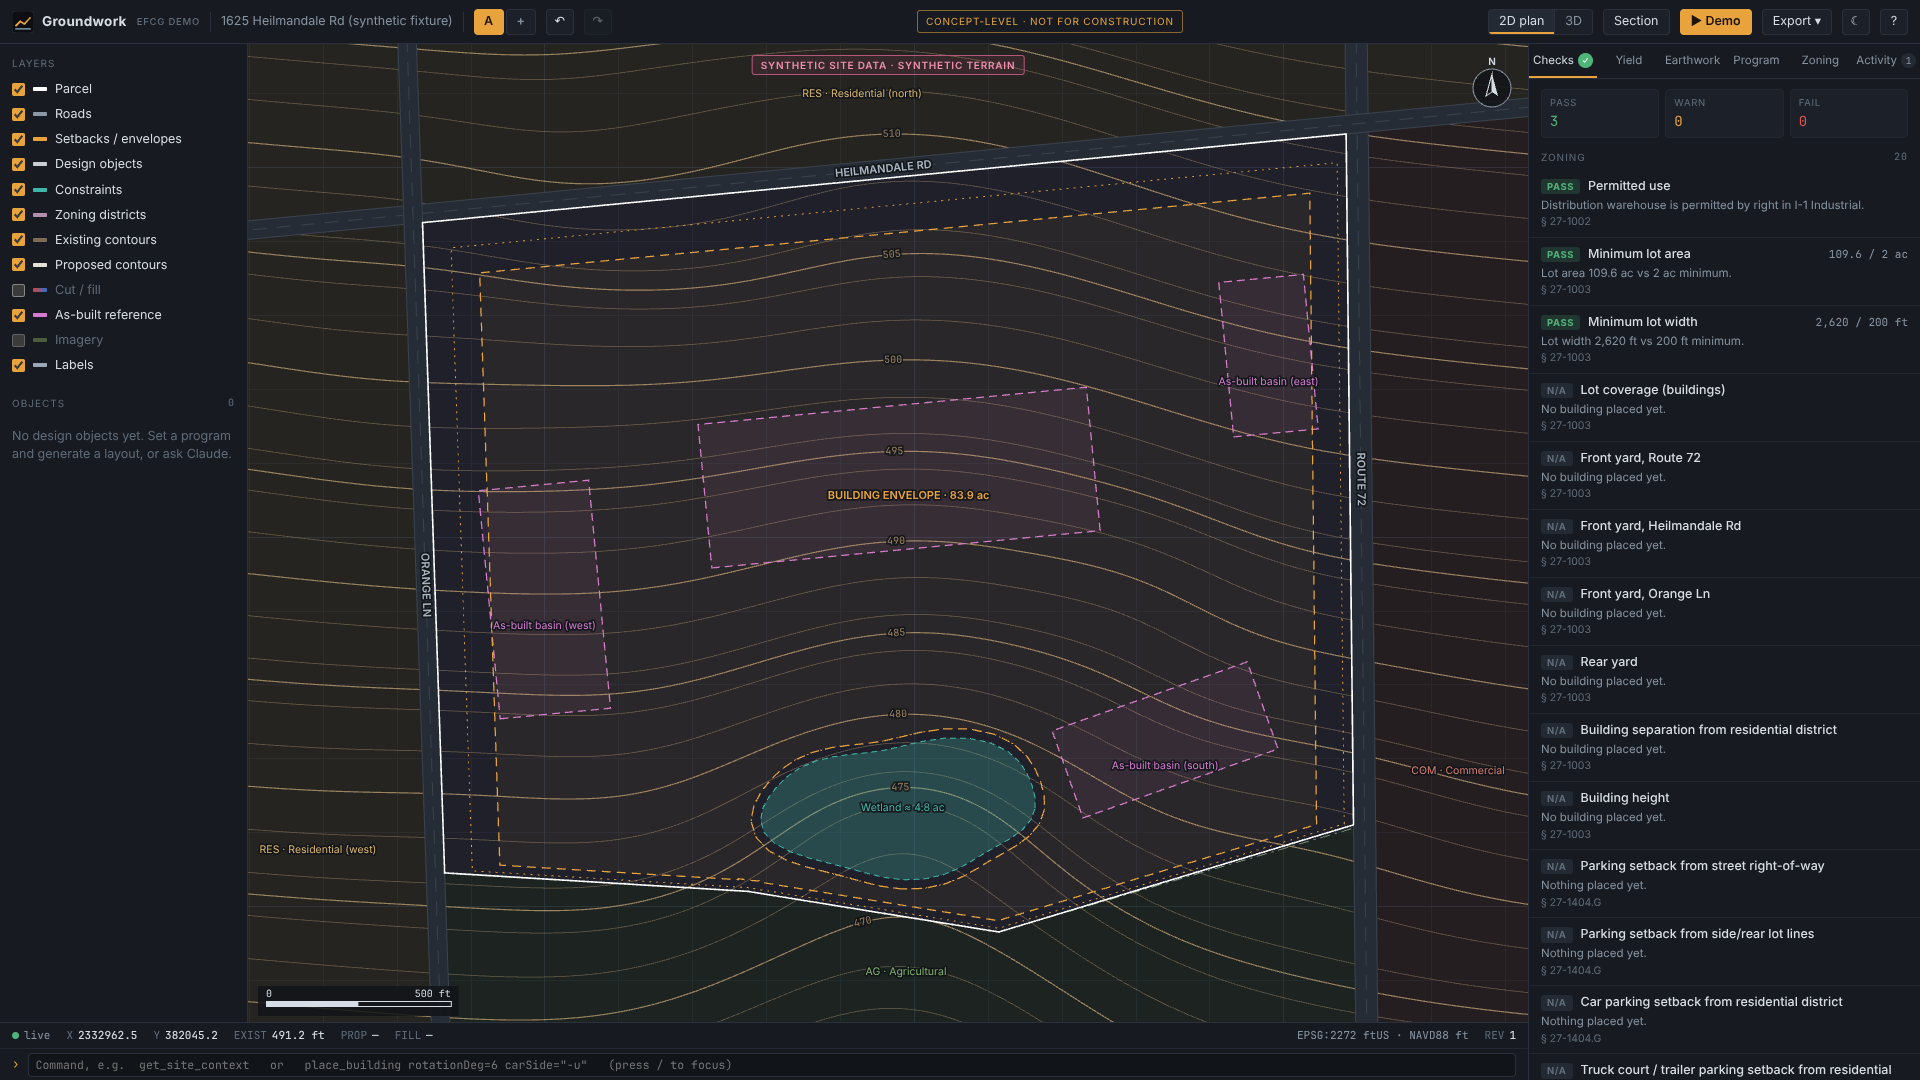 Groundwork EFCG DEMO 1625 Heilmandale Rd (synthetic fixture) A + ↶ ↷ CONCEPT-LEVEL · NOT FOR CONSTRUCTION 2D plan 3D Section ▶ Demo Export ▾ ☾ ?
LAYERS
Parcel
Roads
Setbacks / envelopes
Design objects
Constraints
Zoning districts
Existing contours
Proposed contours
Cut / fill
As-built reference
Imagery
Labels
OBJECTS 0
No design objects yet. Set a program
and generate a layout, or ask Claude.
SYNTHETIC SITE DATA · SYNTHETIC TERRAIN
N
RES · Residential (north)
510
HEILMANDALE RD
505
500
As-built basin (east)
495
ROUTE 72
BUILDING ENVELOPE · 83.9 ac
490
ORANGE LN
As-built basin (west)
485
480
As-built basin (south)
COM · Commercial
475
Wetland ≈ 4.8 ac
RES · Residential (west)
470
AG · Agricultural
0 500 ft
Checks ✓ Yield Earthwork Program Zoning Activity 1
PASS WARN FAIL
3 0 0
ZONING 20
PASS Permitted use
Distribution warehouse is permitted by right in I-1 Industrial.
§ 27-1002
PASS Minimum lot area 109.6 / 2 ac
Lot area 109.6 ac vs 2 ac minimum.
§ 27-1003
PASS Minimum lot width 2,620 / 200 ft
Lot width 2,620 ft vs 200 ft minimum.
§ 27-1003
N/A Lot coverage (buildings)
No building placed yet.
§ 27-1003
N/A Front yard, Route 72
No building placed yet.
§ 27-1003
N/A Front yard, Heilmandale Rd
No building placed yet.
§ 27-1003
N/A Front yard, Orange Ln
No building placed yet.
§ 27-1003
N/A Rear yard
No building placed yet.
§ 27-1003
N/A Building separation from residential district
No building placed yet.
§ 27-1003
N/A Building height
No building placed yet.
§ 27-1003
N/A Parking setback from street right-of-way
Nothing placed yet.
§ 27-1404.G
N/A Parking setback from side/rear lot lines
Nothing placed yet.
§ 27-1404.G
N/A Car parking setback from residential district
Nothing placed yet.
§ 27-1404.G
N/A Truck court / trailer parking setback from residential
live X 2332962.5 Y 382045.2 EXIST 491.2 ft PROP — FILL — EPSG:2272 ftUS · NAVD88 ft REV 1
› Command, e.g. get_site_context or place_building rotationDeg=6 carSide="-u" (press / to focus)